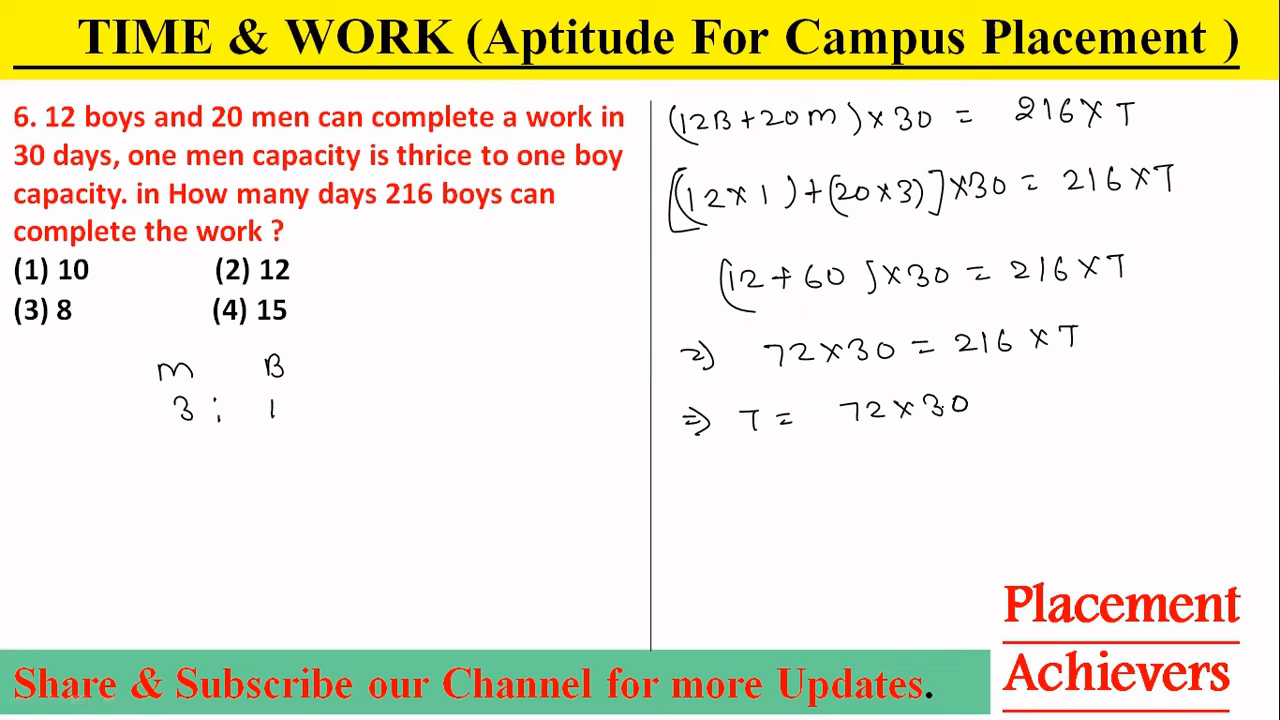 TIME & WORK (Aptitude For Campus Placement )
6. 12 boys and 20 men can complete a work in
30 days, one men capacity is thrice to one boy
capacity. in How many days 216 boys can
complete the work ?
(1) 10 (2) 12
(3) 8 (4) 15
m B
3 : 1
(12B + 20m ) × 30 = 216 × T
[(12 × 1 ) + (20 × 3)] × 30 = 216 × T
(12 + 60 ) × 30 = 216 × T
⇒ 72 × 30 = 216 × T
⇒ T = 72 × 30
Placement
Achievers
Share & Subscribe our Channel for more Updates.